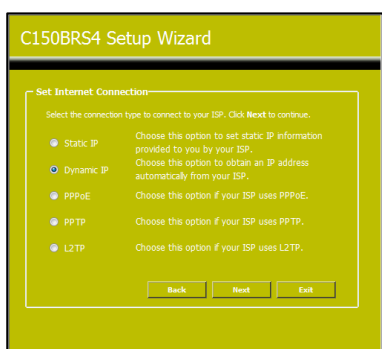 C150BRS4 Setup Wizard
Set Internet Connection
Select the connection type to connect to your ISP. Click Next to continue.
Static IP Choose this option to set static IP information
provided to you by your ISP.
Dynamic IP Choose this option to obtain an IP address
automatically from your ISP.
PPPoE Choose this option if your ISP uses PPPoE.
PPTP Choose this option if your ISP uses PPTP.
L2TP Choose this option if your ISP uses L2TP.
Back Next Exit